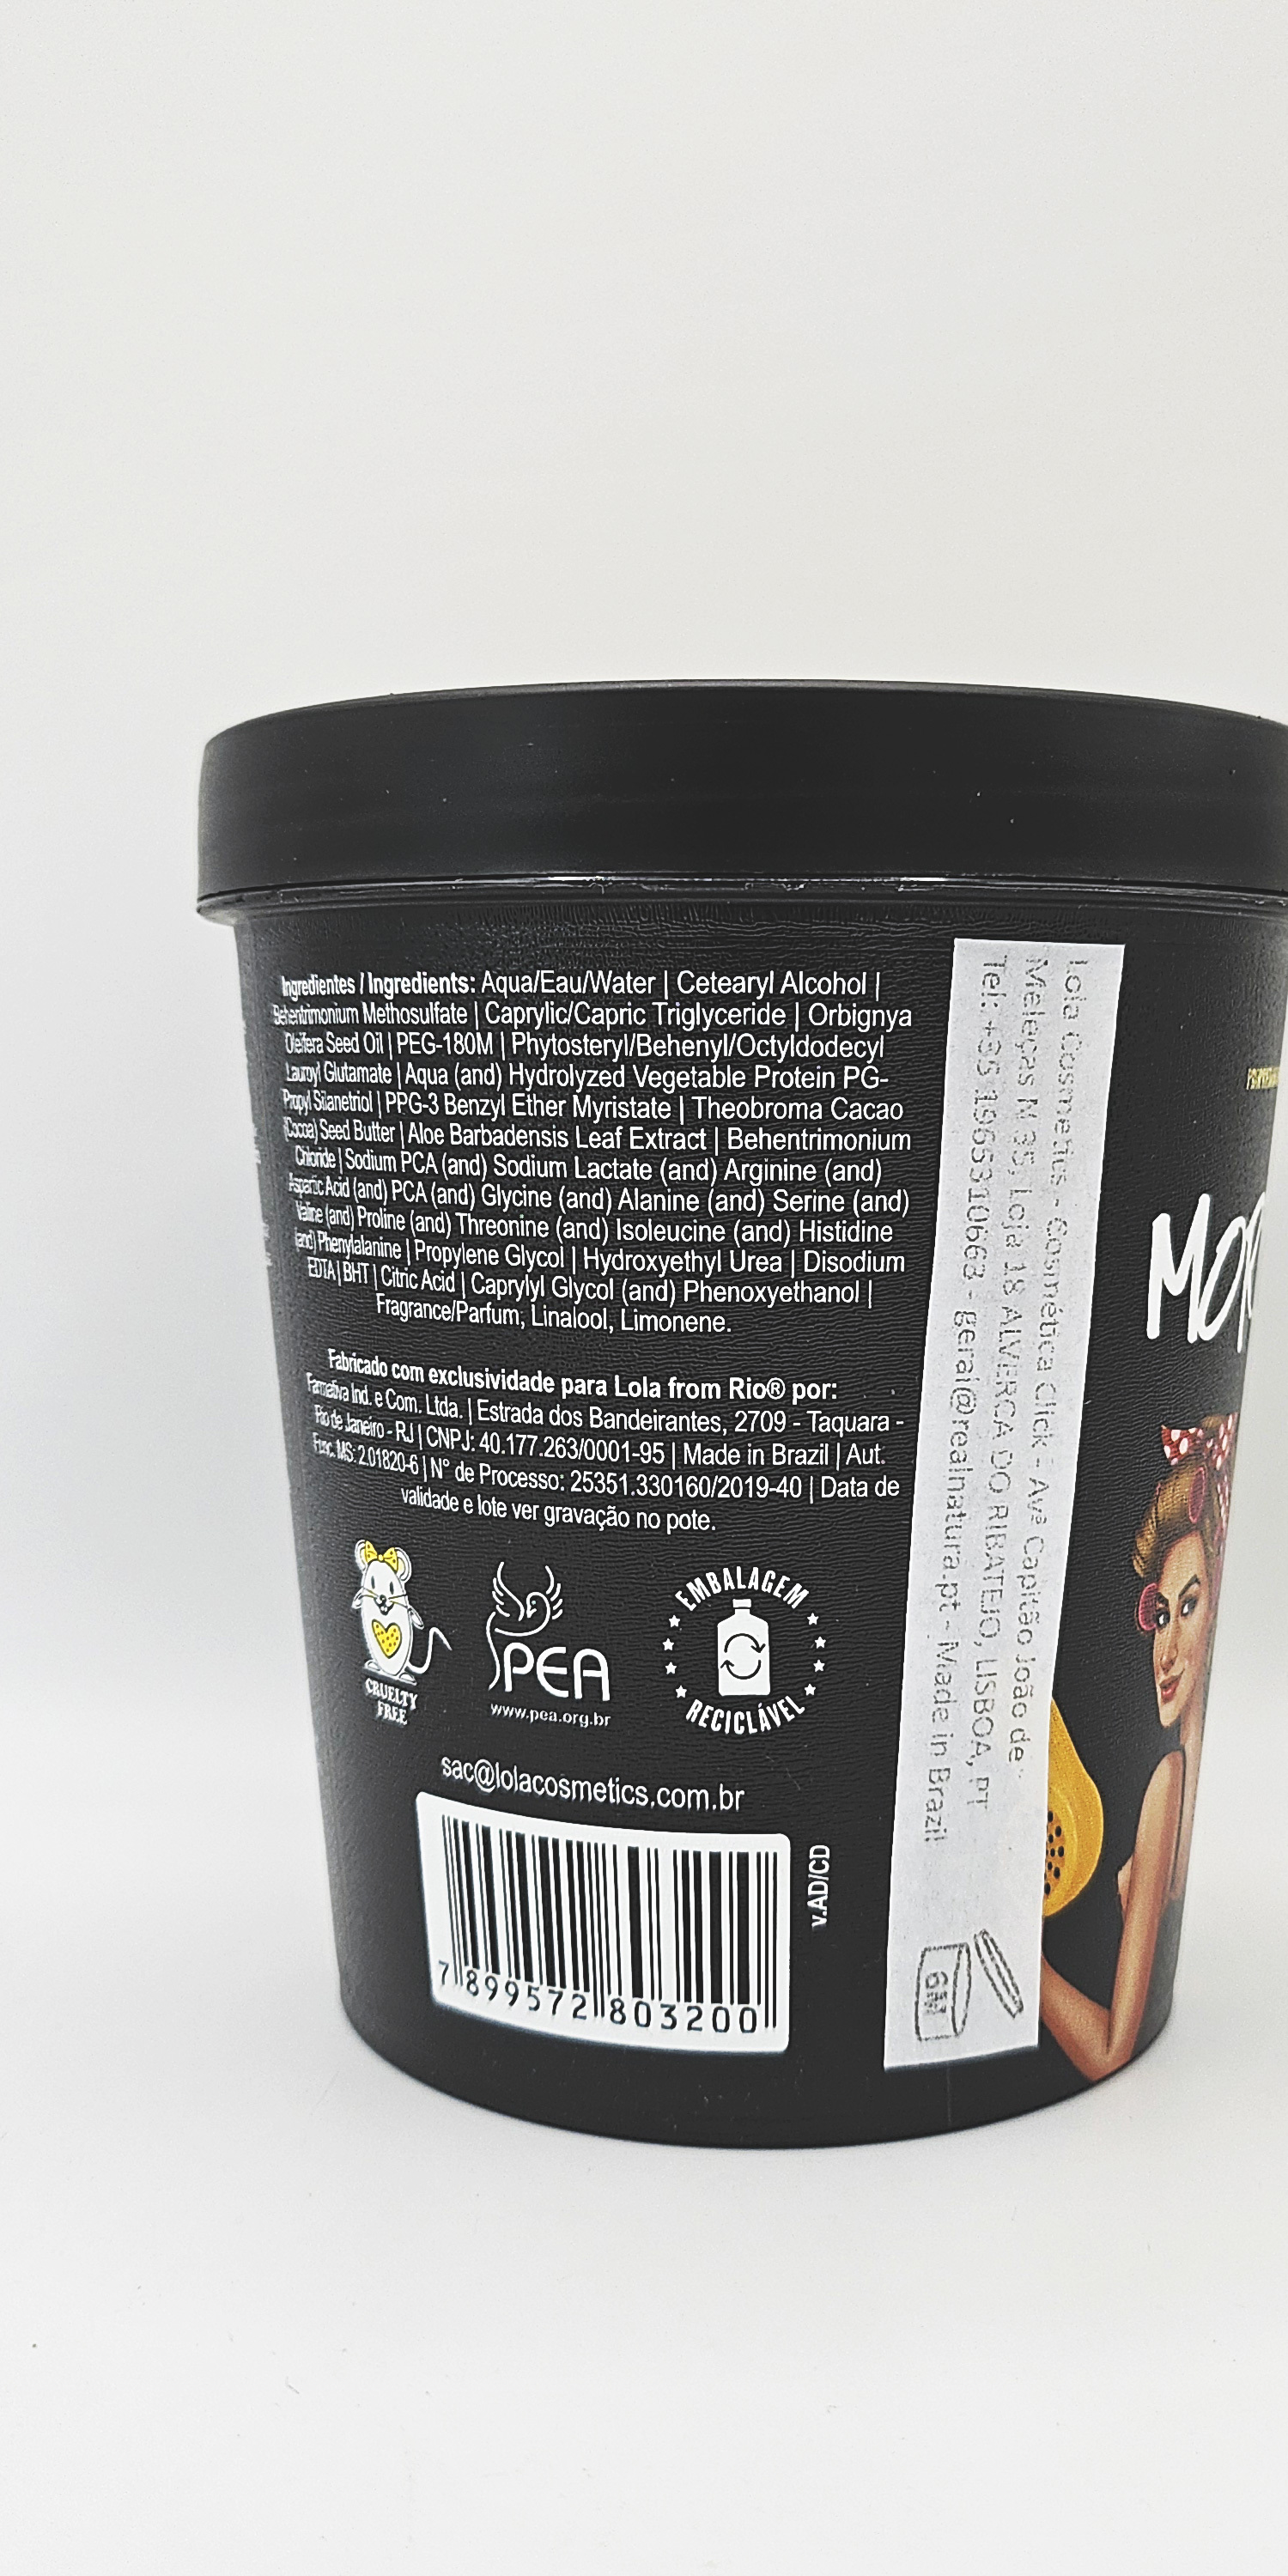 Ingredientes / Ingredients: Aqua/Eau/Water | Cetearyl Alcohol |
Behentrimonium Methosulfate | Caprylic/Capric Triglyceride | Orbignya
Oleifera Seed Oil | PEG-180M | Phytosteryl/Behenyl/Octyldodecyl
Lauroyl Glutamate | Aqua (and) Hydrolyzed Vegetable Protein PG-
Propyl Silanetriol | PPG-3 Benzyl Ether Myristate | Theobroma Cacao
(Cocoa) Seed Butter | Aloe Barbadensis Leaf Extract | Behentrimonium
Chloride | Sodium PCA (and) Sodium Lactate (and) Arginine (and)
Aspartic Acid (and) PCA (and) Glycine (and) Alanine (and) Serine (and)
Valine (and) Proline (and) Threonine (and) Isoleucine (and) Histidine
(and) Phenylalanine | Propylene Glycol | Hydroxyethyl Urea | Disodium
EDTA | BHT | Citric Acid | Caprylyl Glycol (and) Phenoxyethanol |
Fragrance/Parfum, Linalool, Limonene.
Fabricado com exclusividade para Lola from Rio® por:
Farmativa Ind. e Com. Ltda. | Estrada dos Bandeirantes, 2709 - Taquara -
Rio de Janeiro - RJ | CNPJ: 40.177.263/0001-95 | Made in Brazil | Aut.
Func. MS: 2.01820-6 | N° de Processo: 25351.330160/2019-40 | Data de
validade e lote ver gravação no pote.
CRUELTY
FREE
PEA
www.pea.org.br
EMBALAGEM
RECICLÁVEL
sac@lolacosmetics.com.br
7 899572 803200
v.AD/CD
Lola Cosmetics - Cosmética Click - Avª Capitão João de
Maleças M 35, Loja 18 ALVERCA DO RIBATEJO, LISBOA, PT
geral@realnatura.pt - Made in Brazil
6M